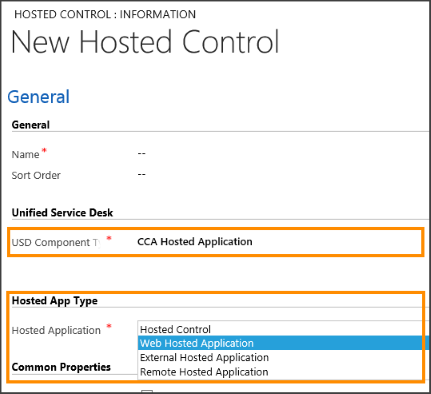 HOSTED CONTROL : INFORMATION
New Hosted Control
General
General
Name * --
Sort Order --
Unified Service Desk
USD Component T * CCA Hosted Application
Hosted App Type
Hosted Application * Hosted Control
Web Hosted Application
External Hosted Application
Common Properties Remote Hosted Application